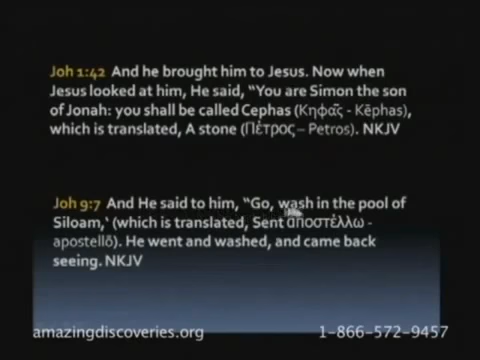 Joh 1:42 And he brought him to Jesus. Now when
Jesus looked at him, He said, "You are Simon the son
of Jonah: you shall be called Cephas (Κηφᾶς - Kēphas),
which is translated, A stone (Πέτρος – Petros). NKJV
Joh 9:7 And He said to him, "Go, wash in the pool of
Siloam,' (which is translated, Sent ἀποστέλλω -
apostellō). He went and washed, and came back
seeing. NKJV
amazingdiscoveries.org 1-866-572-9457